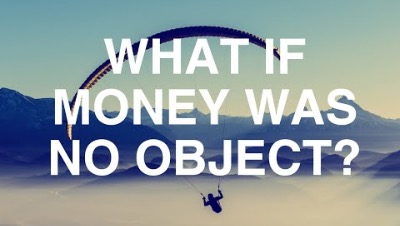 WHAT IF
MONEY WAS
NO OBJECT?